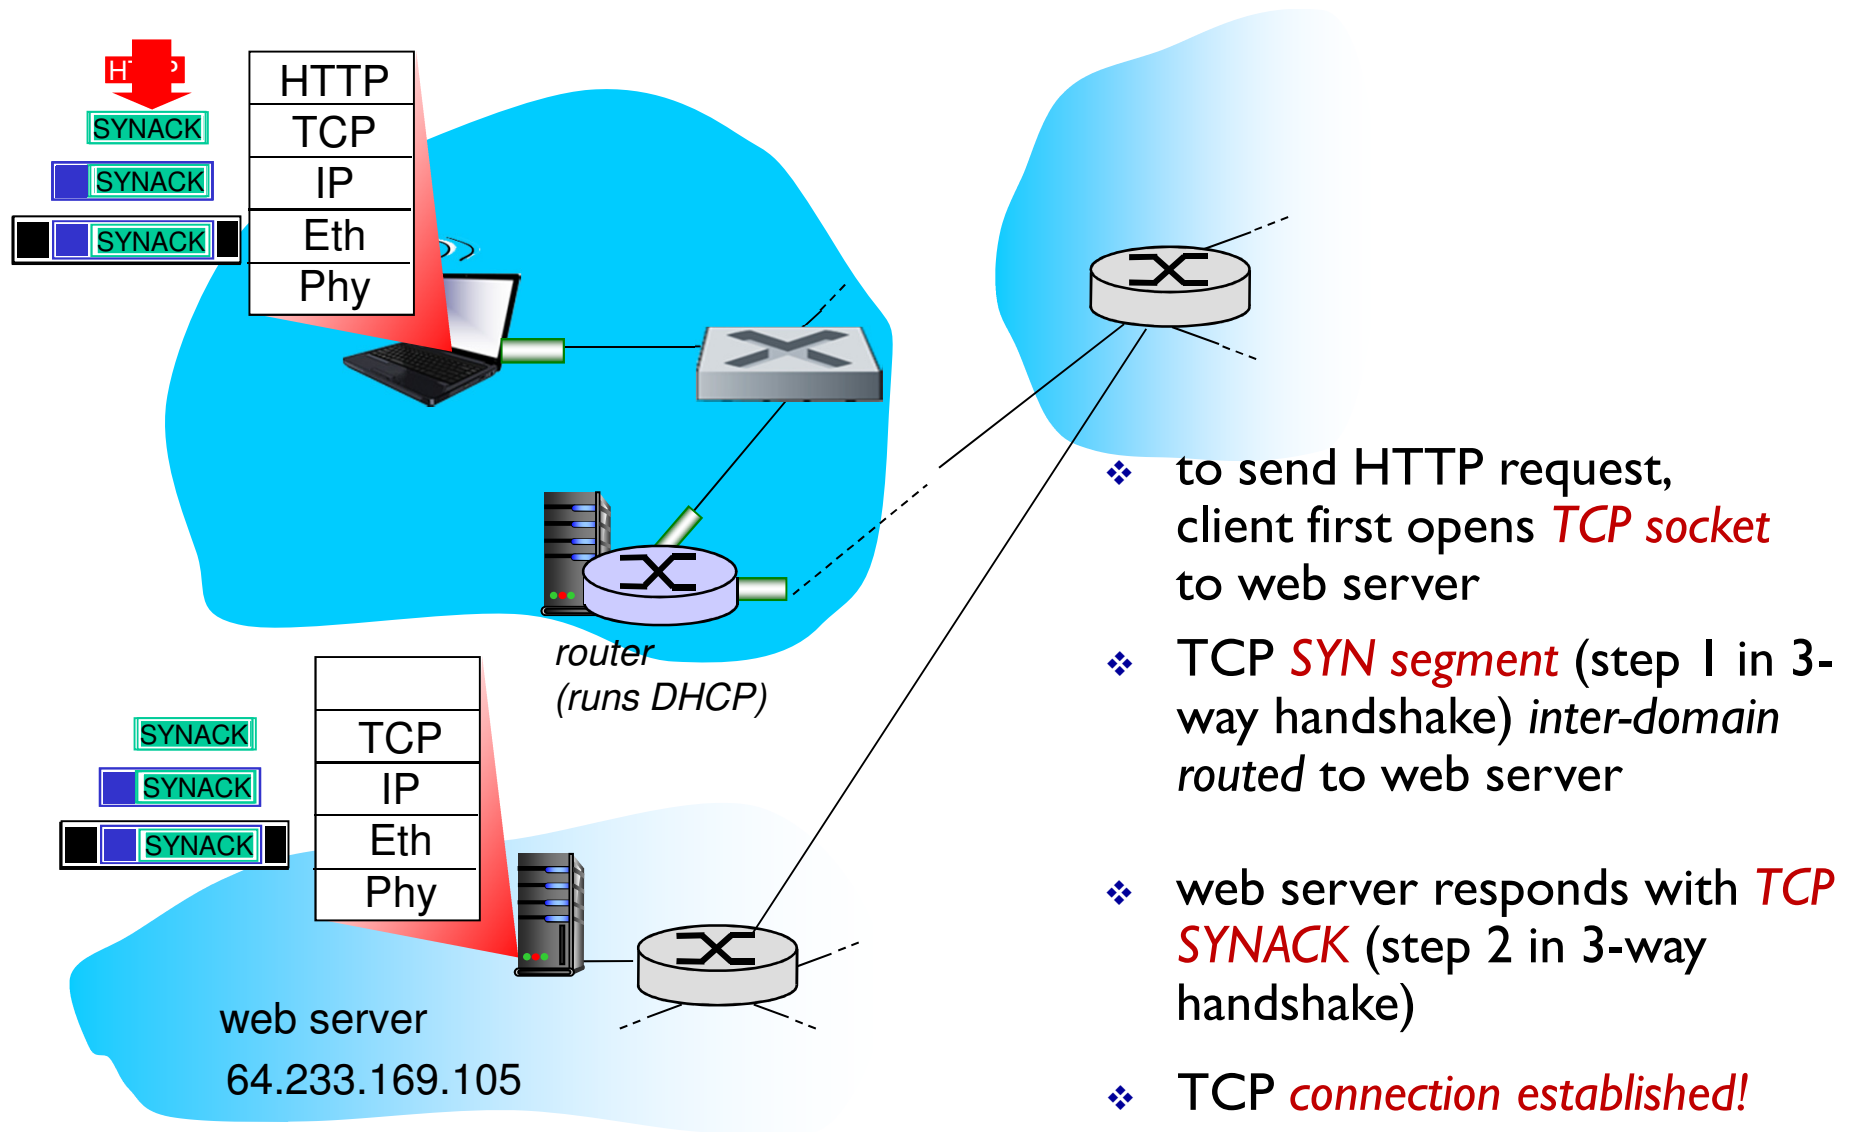 HTTP
SYNACK
SYNACK
SYNACK
HTTP
TCP
IP
Eth
Phy
router
(runs DHCP)
SYNACK
SYNACK
SYNACK
TCP
IP
Eth
Phy
web server
64.233.169.105
to send HTTP request,
client first opens TCP socket
to web server
TCP SYN segment (step 1 in 3-
way handshake) inter-domain
routed to web server
web server responds with TCP
SYNACK (step 2 in 3-way
handshake)
TCP connection established!